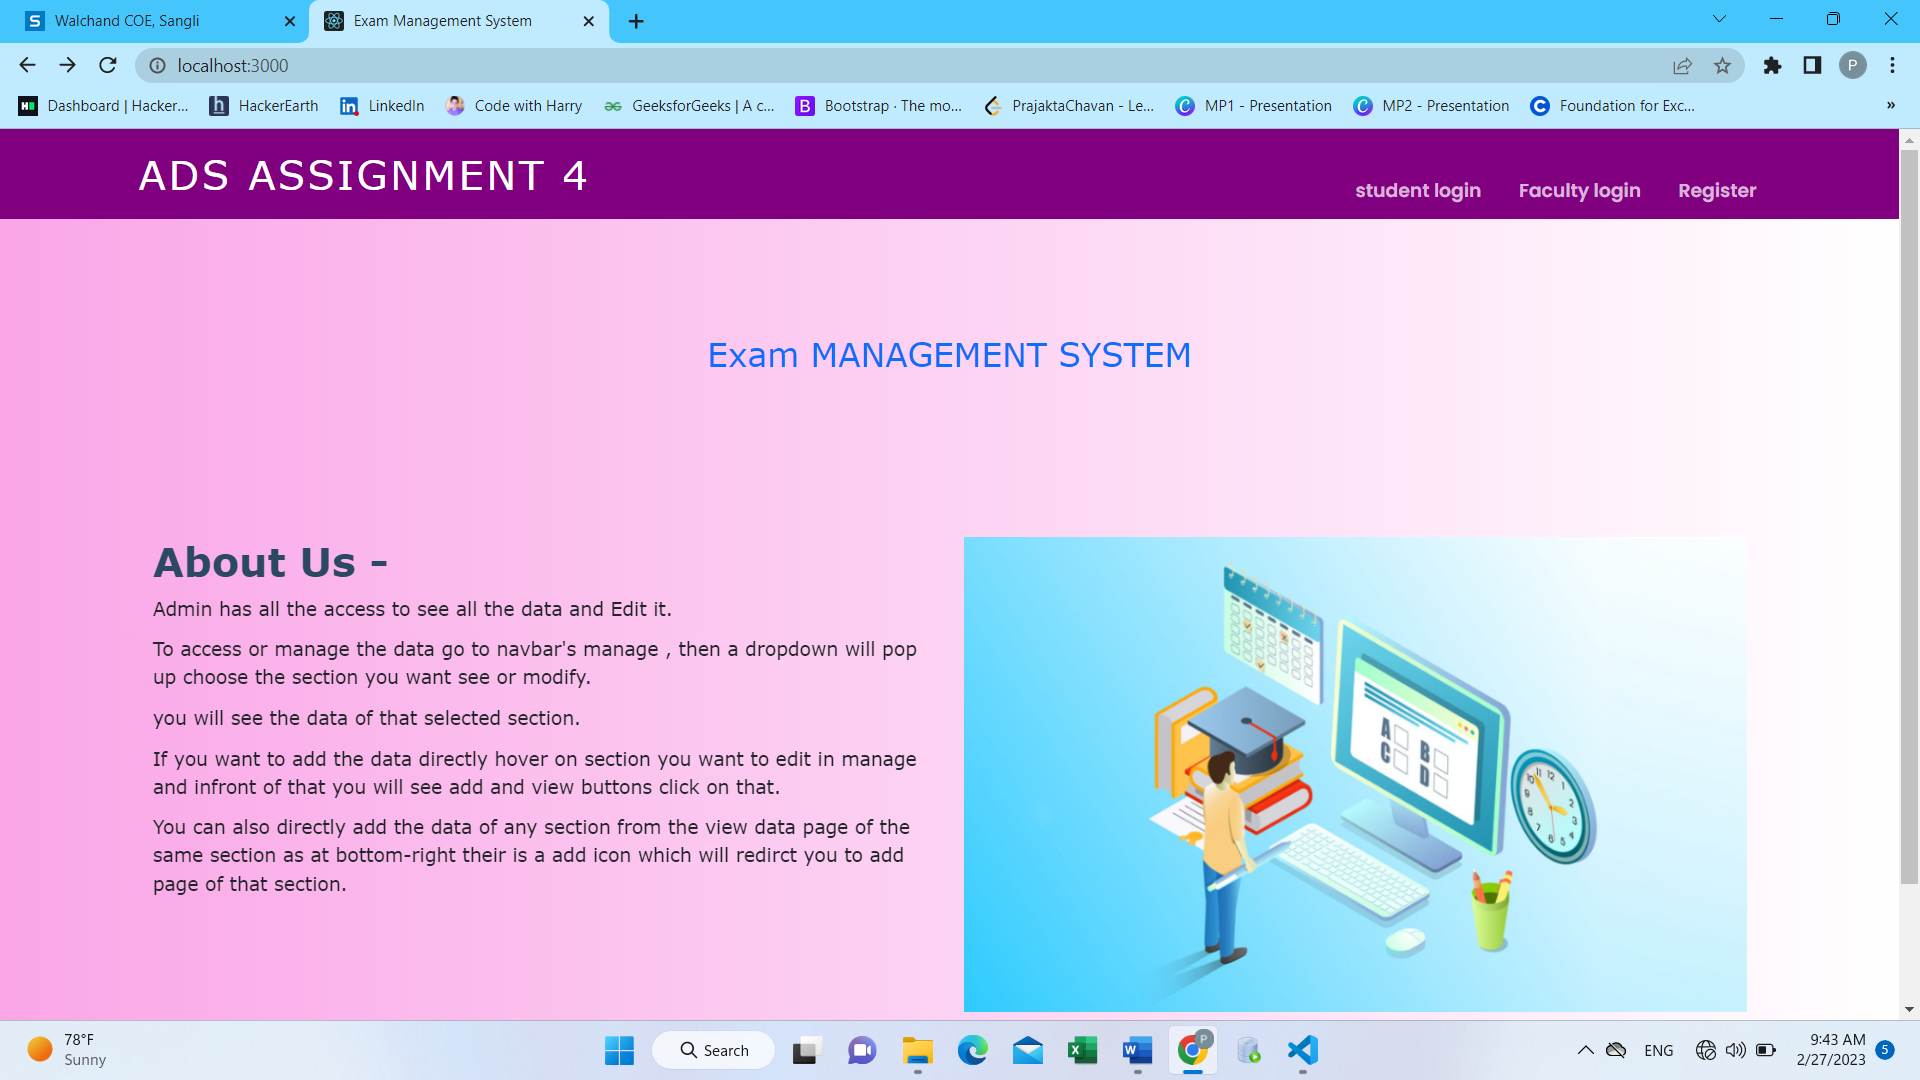 Walchand COE, Sangli
Exam Management System
localhost:3000
Dashboard | Hacker...
HackerEarth
LinkedIn
Code with Harry
GeeksforGeeks | A c...
Bootstrap · The mo...
PrajaktaChavan - Le...
MP1 - Presentation
MP2 - Presentation
Foundation for Exc...
»
P
ADS ASSIGNMENT 4
student login
Faculty login
Register
Exam MANAGEMENT SYSTEM
About Us -
Admin has all the access to see all the data and Edit it.
To access or manage the data go to navbar's manage , then a dropdown will pop
up choose the section you want see or modify.
you will see the data of that selected section.
If you want to add the data directly hover on section you want to edit in manage
and infront of that you will see add and view buttons click on that.
You can also directly add the data of any section from the view data page of the
same section as at bottom-right their is a add icon which will redirct you to add
page of that section.
A B
C D
78°F
Sunny
Search
ENG
9:43 AM
2/27/2023
5